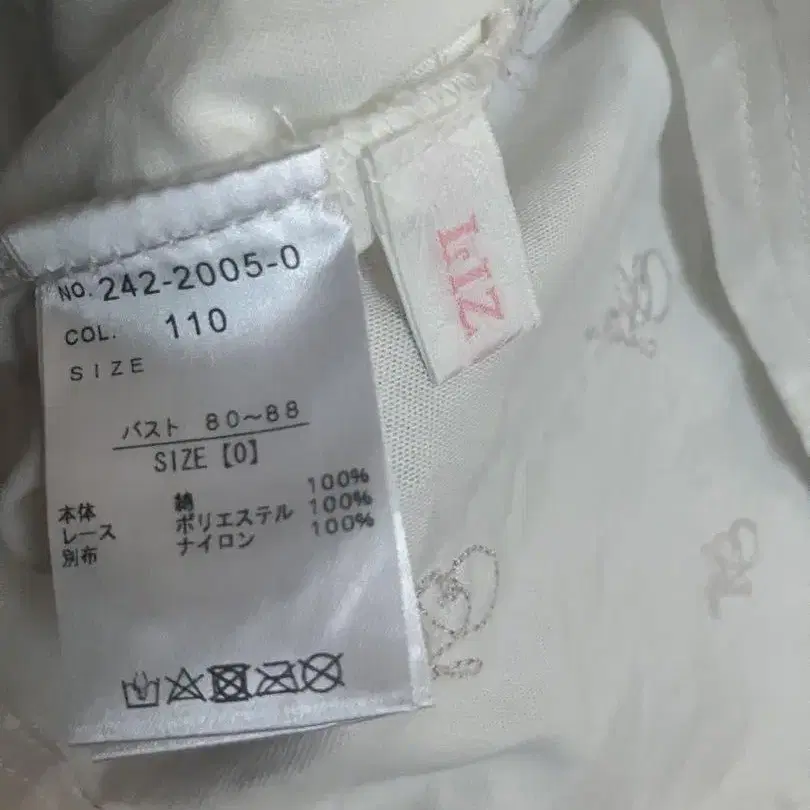 NO. 242-2005-0
COL. 110
SIZE
バスト 80～88
SIZE【0】
本体 綿 100%
レース ポリエステル 100%
別布 ナイロン 100%
LIZ